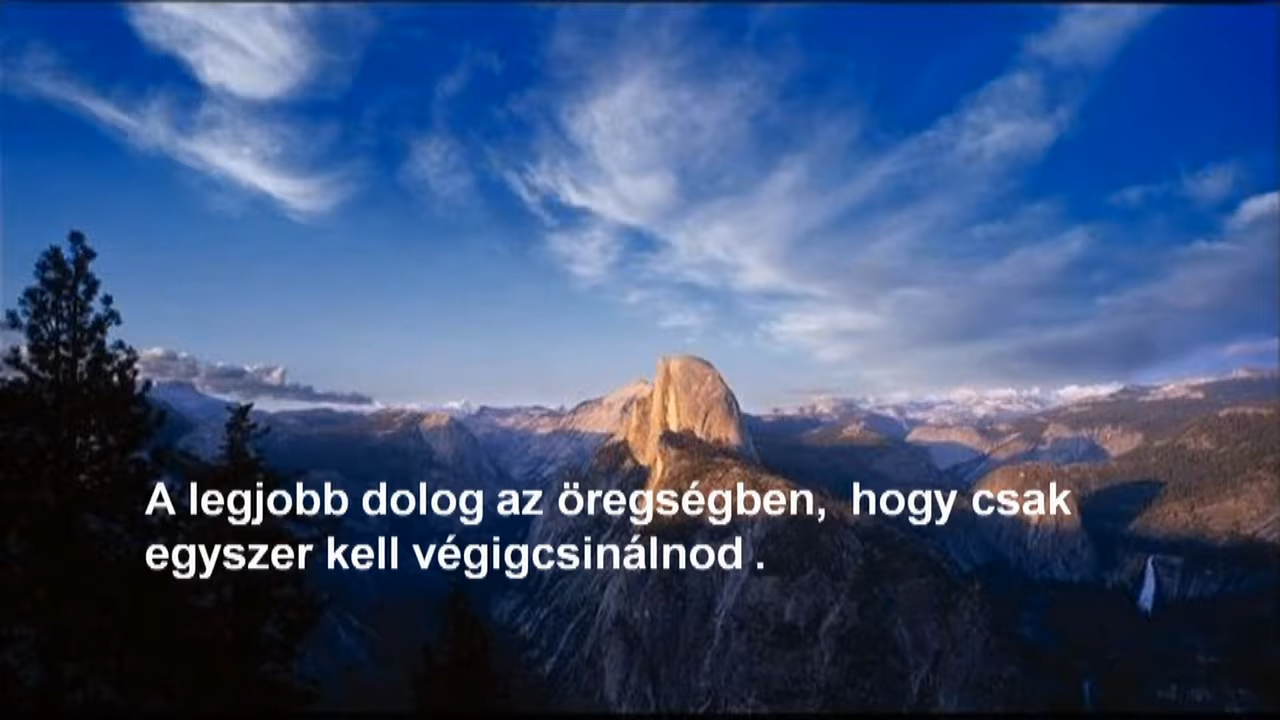 A legjobb dolog az öregségben,  hogy csak
egyszer kell végigcsinálnod .